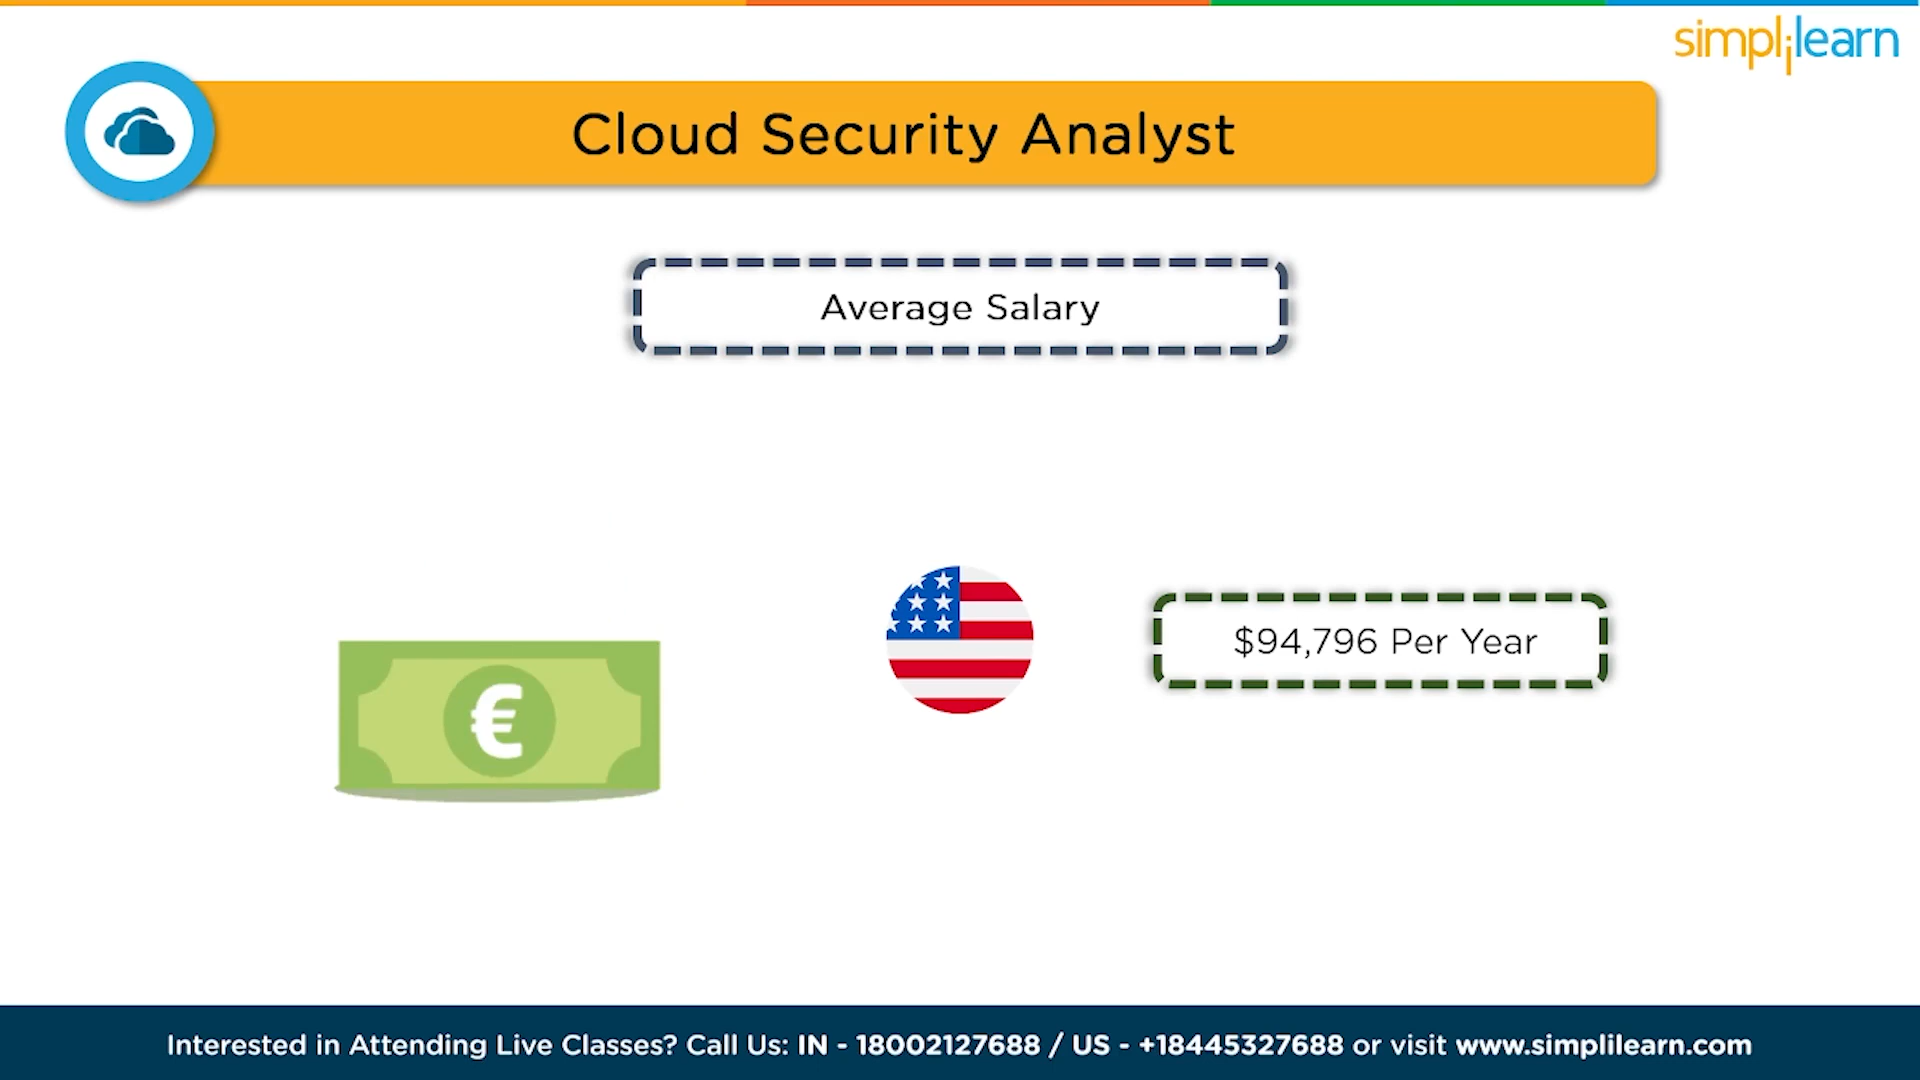 simplilearn
Cloud Security Analyst
Average Salary
$94,796 Per Year
€
Interested in Attending Live Classes? Call Us: IN - 18002127688 / US - +18445327688 or visit www.simplilearn.com